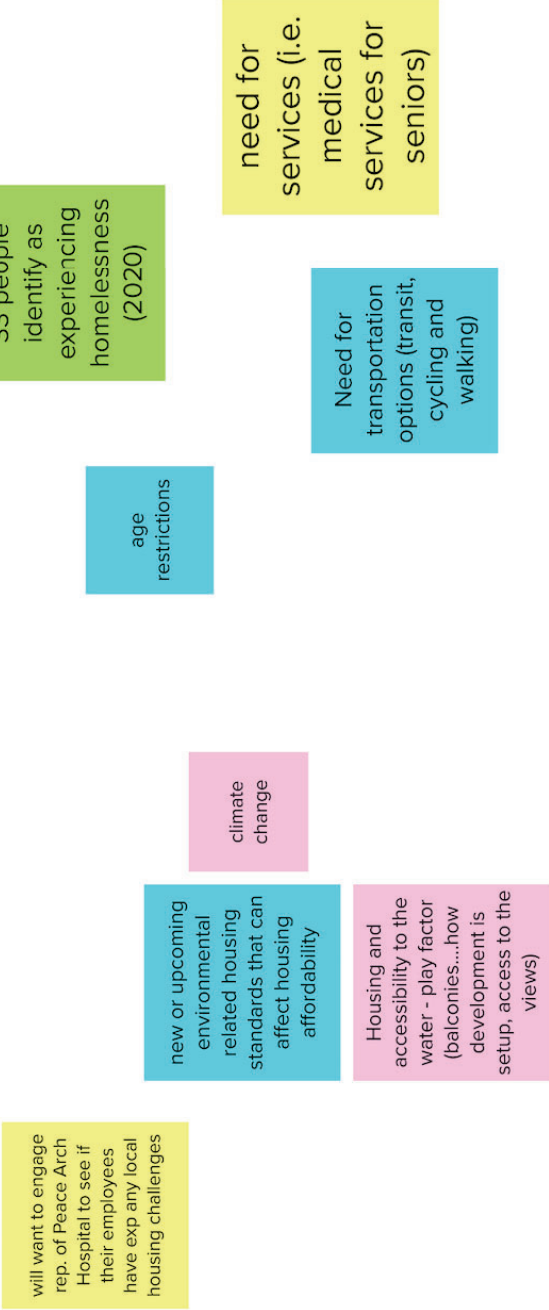 will want to engage
rep. of Peace Arch
Hospital to see if
their employees
have exp any local
housing challenges
new or upcoming
environmental
related housing
standards that can
affect housing
affordability
Housing and
accessibility to the
water - play factor
(balconies....how
development is
setup, access to the
views)
climate
change
age
restrictions
people
identify as
experiencing
homelessness
(2020)
Need for
transportation
options (transit,
cycling and
walking)
need for
services (i.e.
medical
services for
seniors)